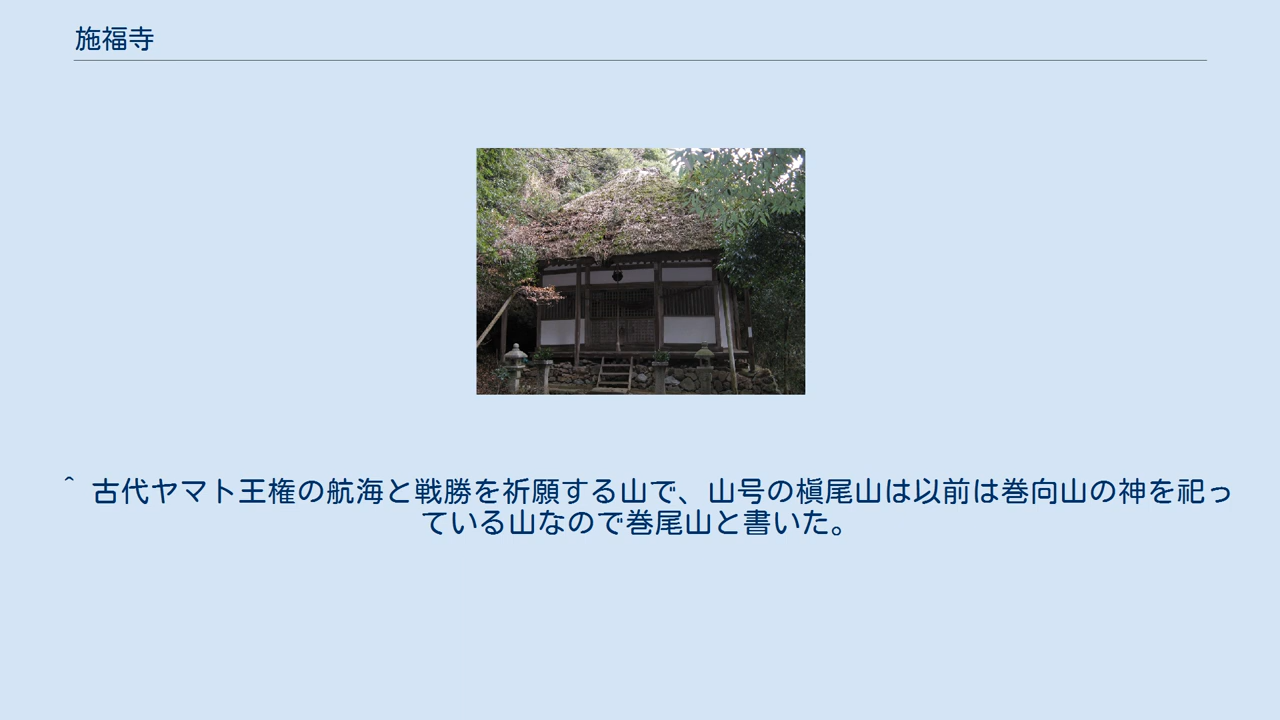 施福寺
^ 古代ヤマト王権の航海と戦勝を祈願する山で、山号の槇尾山は以前は巻向山の神を祀っ
ている山なので巻尾山と書いた。